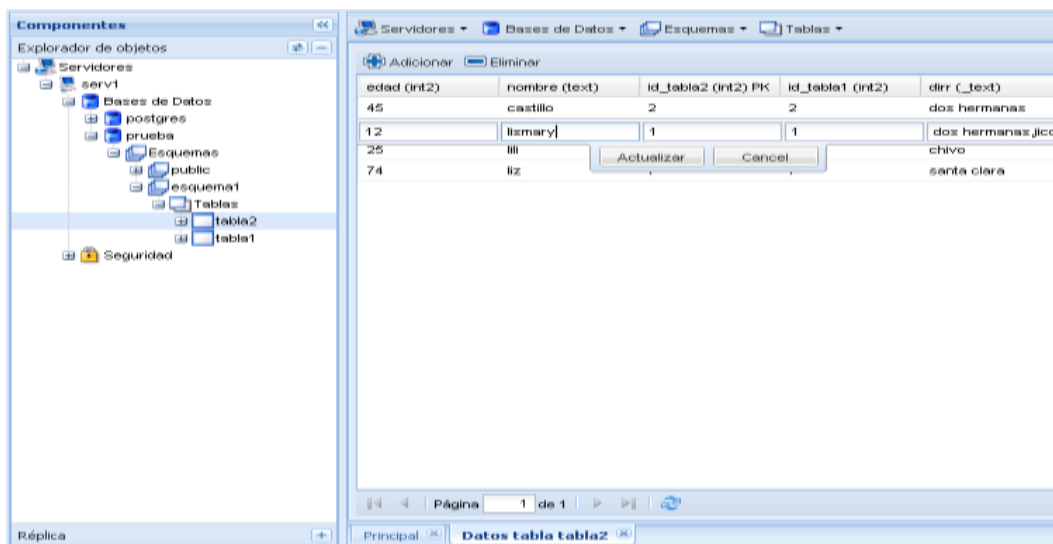 Componentes
Explorador de objetos
Servidores
serv1
Bases de Datos
postgres
prueba
Esquemas
public
esquema1
Tablas
tabla2
tabla1
Seguridad
Réplica
Servidores Bases de Datos Esquemas Tablas
Adicionar Eliminar
edad (int2) nombre (text) id_tabla2 (int2) PK id_tabla1 (int2) dirr (_text)
45 castillo 2 2 dos hermanas
12 lismary 1 1 dos hermanas,jico
25 lili chivo
74 liz santa clara
Actualizar Cancel
Página 1 de 1
Principal Datos tabla tabla2